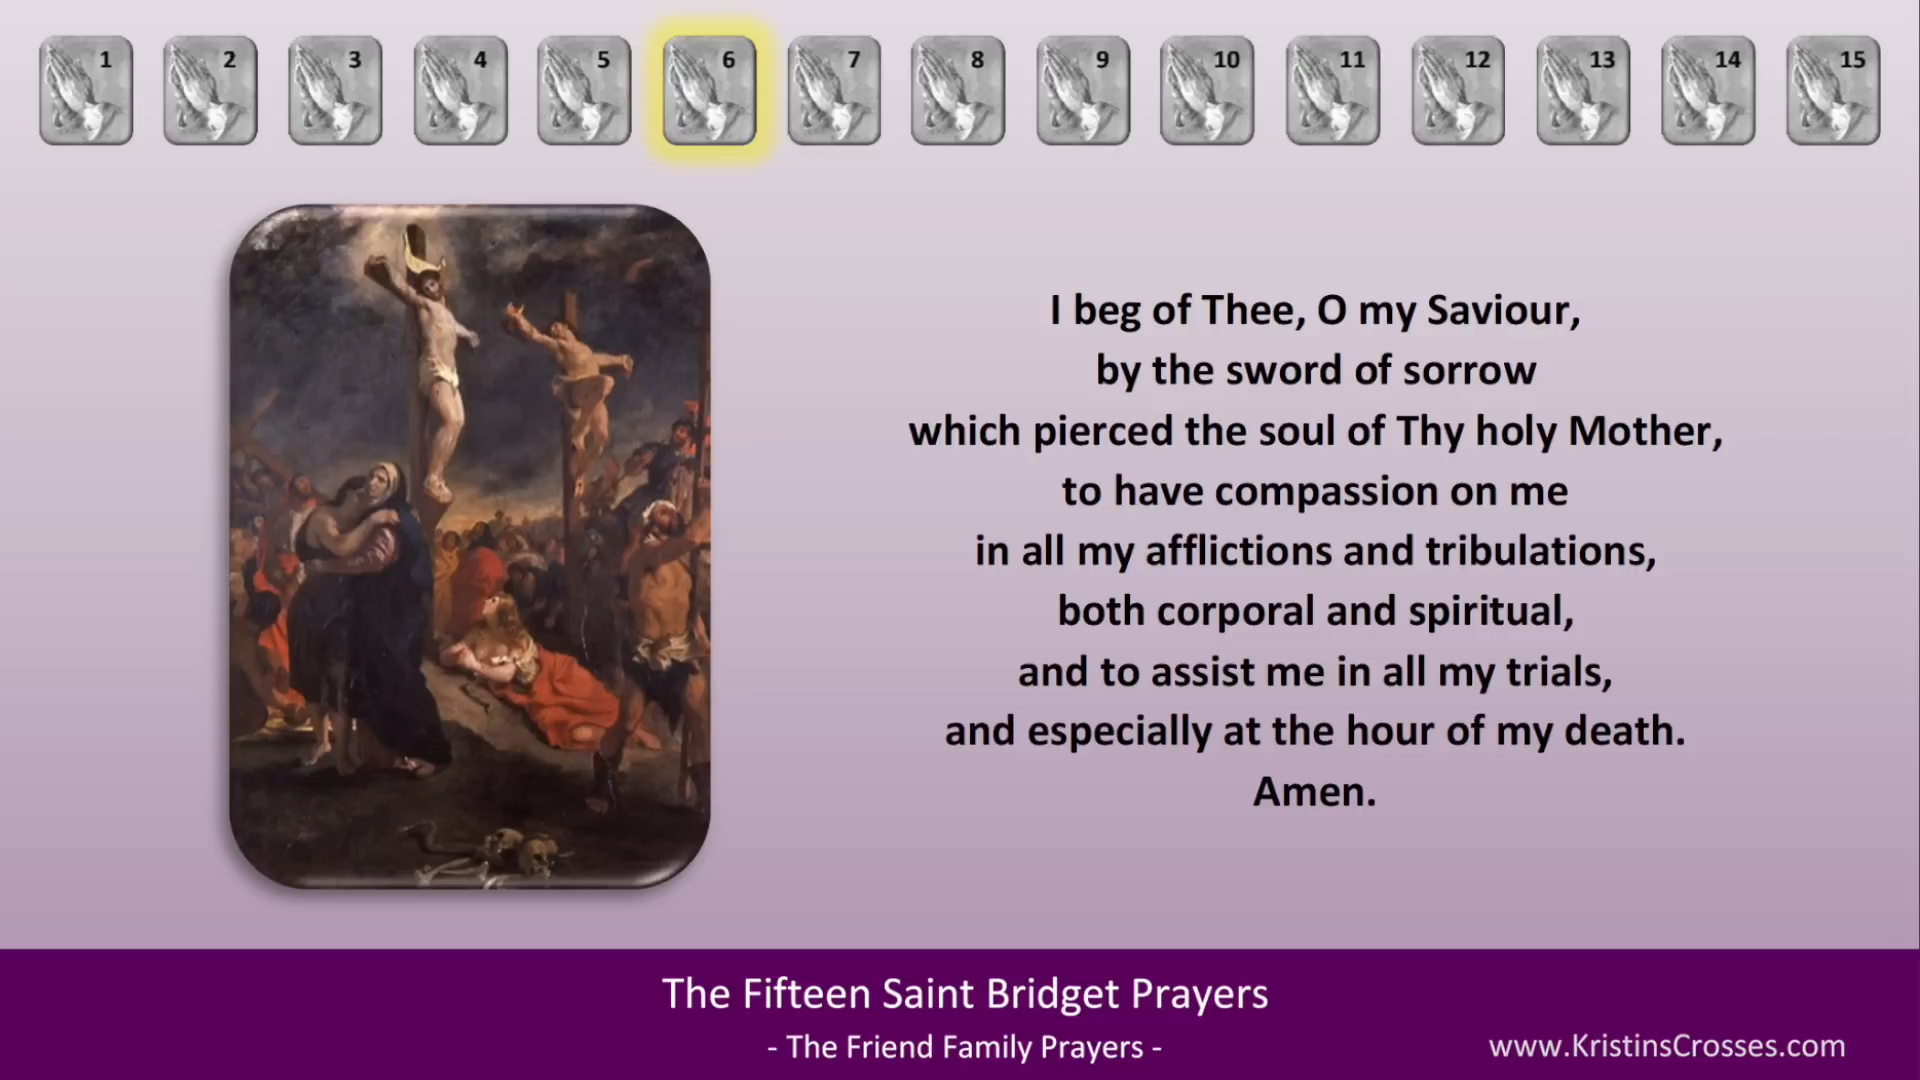 1 2 3 4 5 6 7 8 9 10 11 12 13 14 15
I beg of Thee, O my Saviour,
by the sword of sorrow
which pierced the soul of Thy holy Mother,
to have compassion on me
in all my afflictions and tribulations,
both corporal and spiritual,
and to assist me in all my trials,
and especially at the hour of my death.
Amen.
The Fifteen Saint Bridget Prayers
- The Friend Family Prayers -
www.KristinsCrosses.com